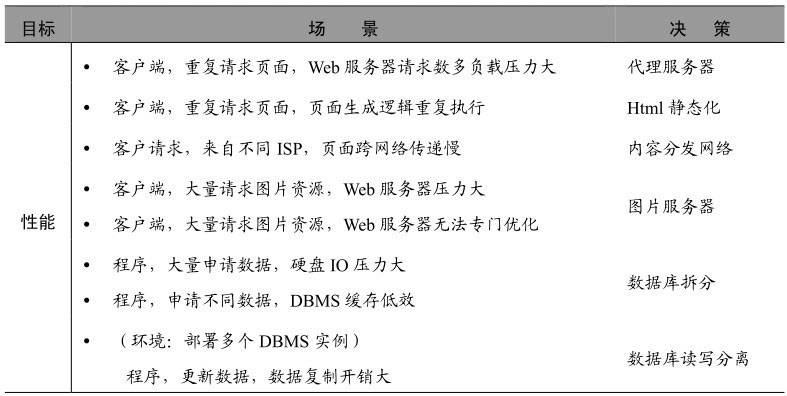 目标 场 景 决 策
• 客户端，重复请求页面，Web 服务器请求数多负载压力大 代理服务器
• 客户端，重复请求页面，页面生成逻辑重复执行 Html 静态化
• 客户请求，来自不同 ISP，页面跨网络传递慢 内容分发网络
• 客户端，大量请求图片资源，Web 服务器压力大
图片服务器
性能
• 客户端，大量请求图片资源，Web 服务器无法专门优化
• 程序，大量申请数据，硬盘 IO 压力大
数据库拆分
• 程序，申请不同数据，DBMS 缓存低效
• （环境：部署多个 DBMS 实例）
数据库读写分离
程序，更新数据，数据复制开销大